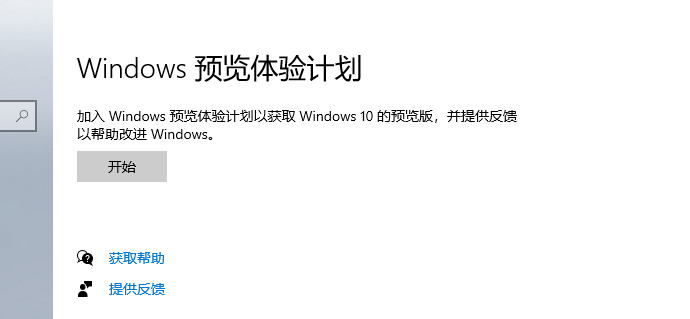 Windows 预览体验计划
加入 Windows 预览体验计划以获取 Windows 10 的预览版，并提供反馈
以帮助改进 Windows。
开始
获取帮助
提供反馈